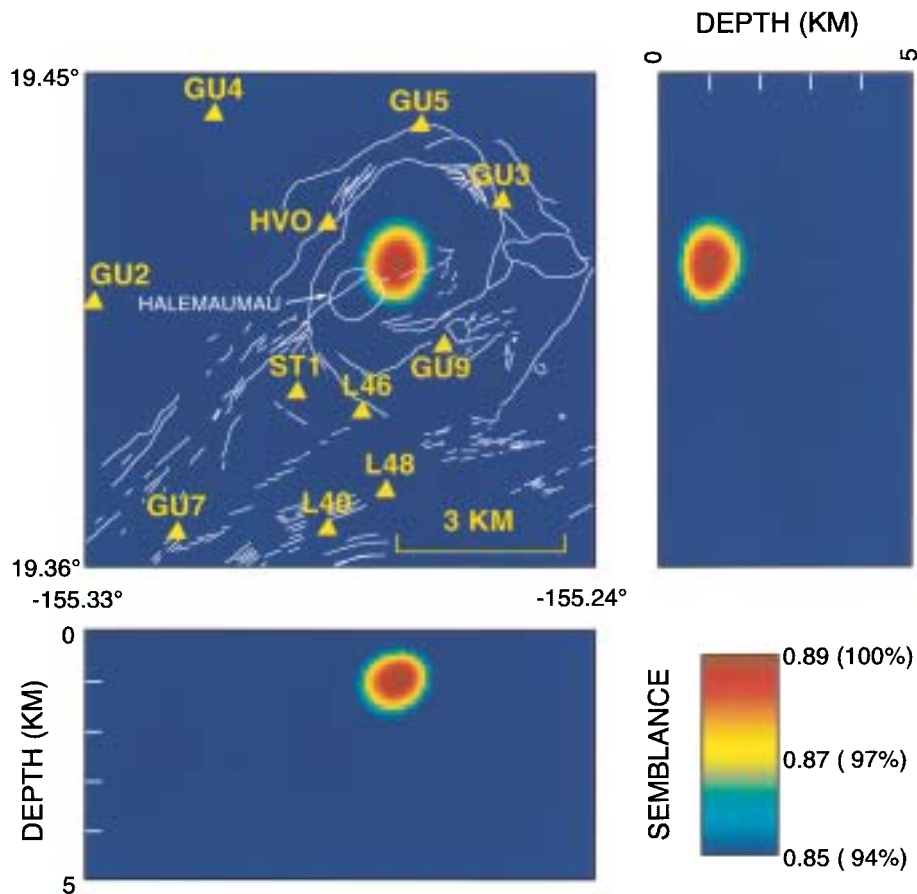 DEPTH (KM)
0
5
19.45°
GU4
GU5
GU3
HVO
GU2
HALEMAUMAU
ST1
GU9
L46
L48
GU7
L40
3 KM
19.36°
-155.33°
-155.24°
0
DEPTH (KM)
5
SEMBLANCE
0.89 (100%)
0.87 ( 97%)
0.85 ( 94%)